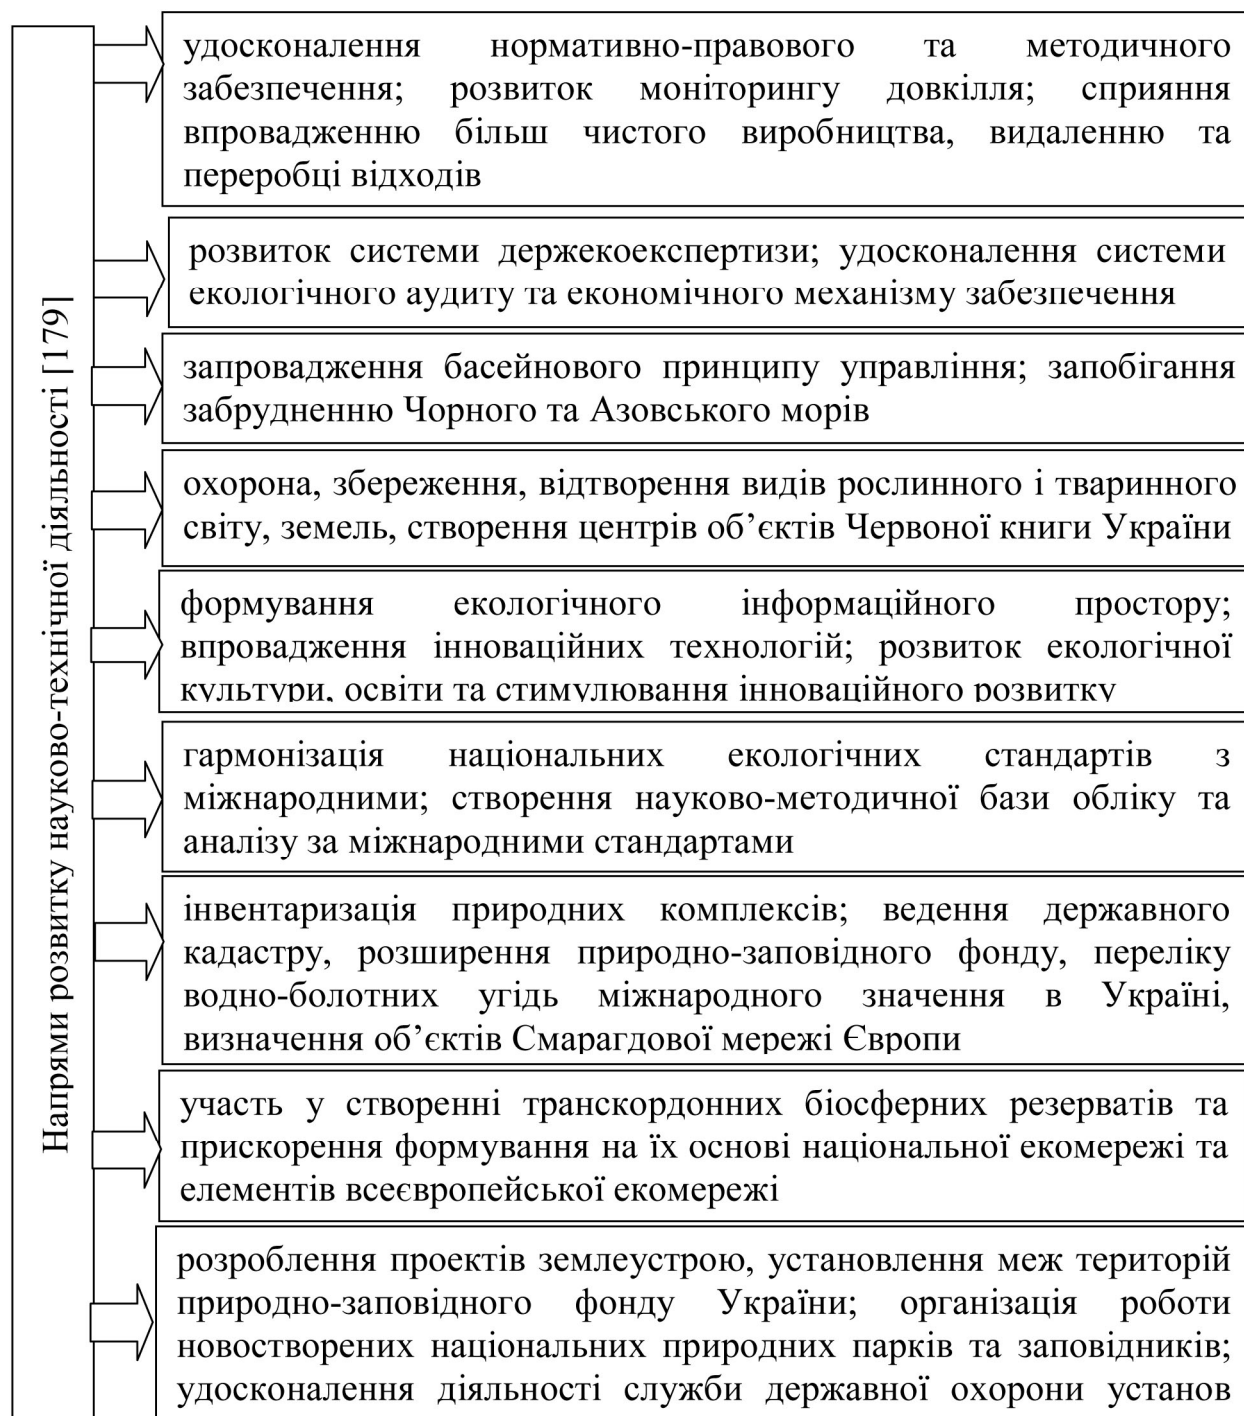 Напрями розвитку науково-технічної діяльності [179]
удосконалення нормативно-правового та методичного
забезпечення; розвиток моніторингу довкілля; сприяння
впровадженню більш чистого виробництва, видаленню та
переробці відходів
розвиток системи держекоекспертизи; удосконалення системи
екологічного аудиту та економічного механізму забезпечення
запровадження басейнового принципу управління; запобігання
забрудненню Чорного та Азовського морів
охорона, збереження, відтворення видів рослинного і тваринного
світу, земель, створення центрів об’єктів Червоної книги України
формування екологічного інформаційного простору;
впровадження інноваційних технологій; розвиток екологічної
культури, освіти та стимулювання інноваційного розвитку
гармонізація національних екологічних стандартів з
міжнародними; створення науково-методичної бази обліку та
аналізу за міжнародними стандартами
інвентаризація природних комплексів; ведення державного
кадастру, розширення природно-заповідного фонду, переліку
водно-болотних угідь міжнародного значення в Україні,
визначення об’єктів Смарагдової мережі Європи
участь у створенні транскордонних біосферних резерватів та
прискорення формування на їх основі національної екомережі та
елементів всеєвропейської екомережі
розроблення проектів землеустрою, установлення меж територій
природно-заповідного фонду України; організація роботи
новостворених національних природних парків та заповідників;
удосконалення діяльності служби державної охорони установ